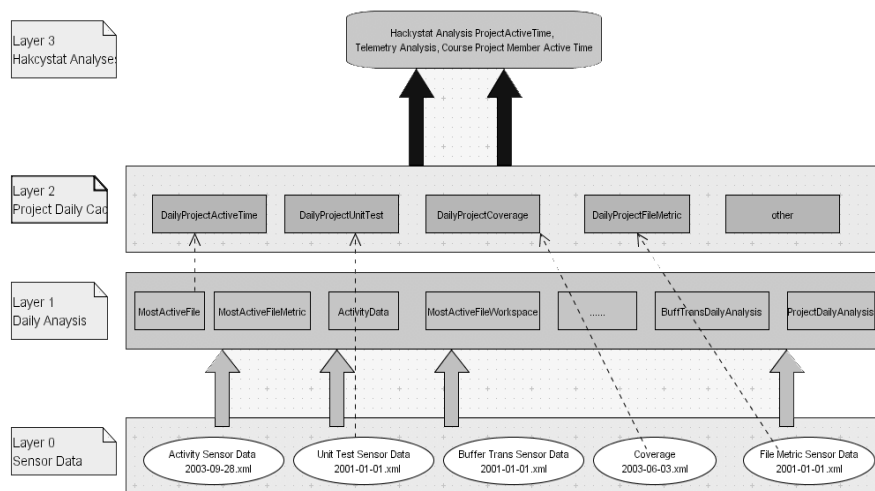 Layer 3
Hakcystat Analyses
Hackystat Analysis ProjectActiveTime,
Telemetry Analysis, Course Project Member Active Time
Layer 2
Project Daily Cac
DailyProjectActiveTime
DailyProjectUnitTest
DailyProjectCoverage
DailyProjectFileMetric
other
Layer 1
Daily Anaysis
MostActiveFile
MostActiveFileMetric
ActivityData
MostActiveFileWorkspace
......
BuffTransDailyAnalysis
ProjectDailyAnalysis
Layer 0
Sensor Data
Activity Sensor Data
2003-09-28.xml
Unit Test Sensor Data
2001-01-01.xml
Buffer Trans Sensor Data
2001-01-01.xml
Coverage
2003-06-03.xml
File Metric Sensor Data
2001-01-01.xml